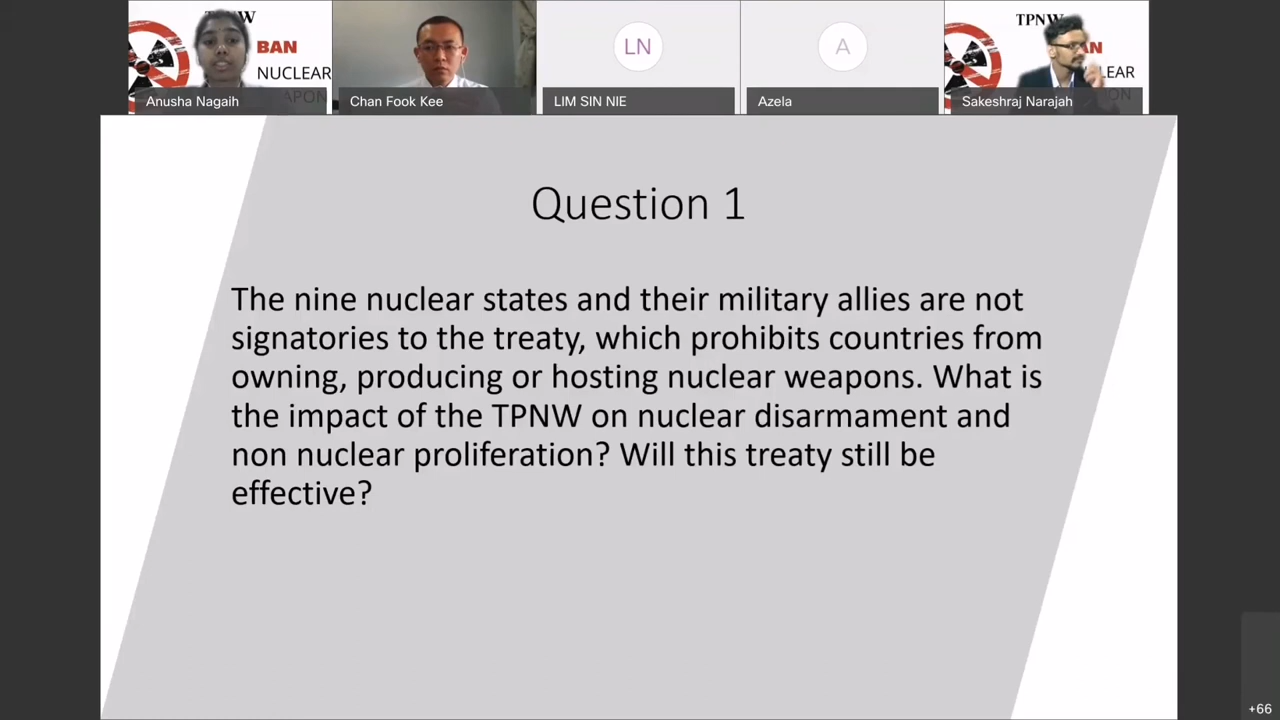 TPNW
BAN
NUCLEAR
Anusha Nagaih
Chan Fook Kee
LN
LIM SIN NIE
A
Azela
TPNW
Sakeshraj Narajah
Question 1
The nine nuclear states and their military allies are not
signatories to the treaty, which prohibits countries from
owning, producing or hosting nuclear weapons. What is
the impact of the TPNW on nuclear disarmament and
non nuclear proliferation? Will this treaty still be
effective?
+66